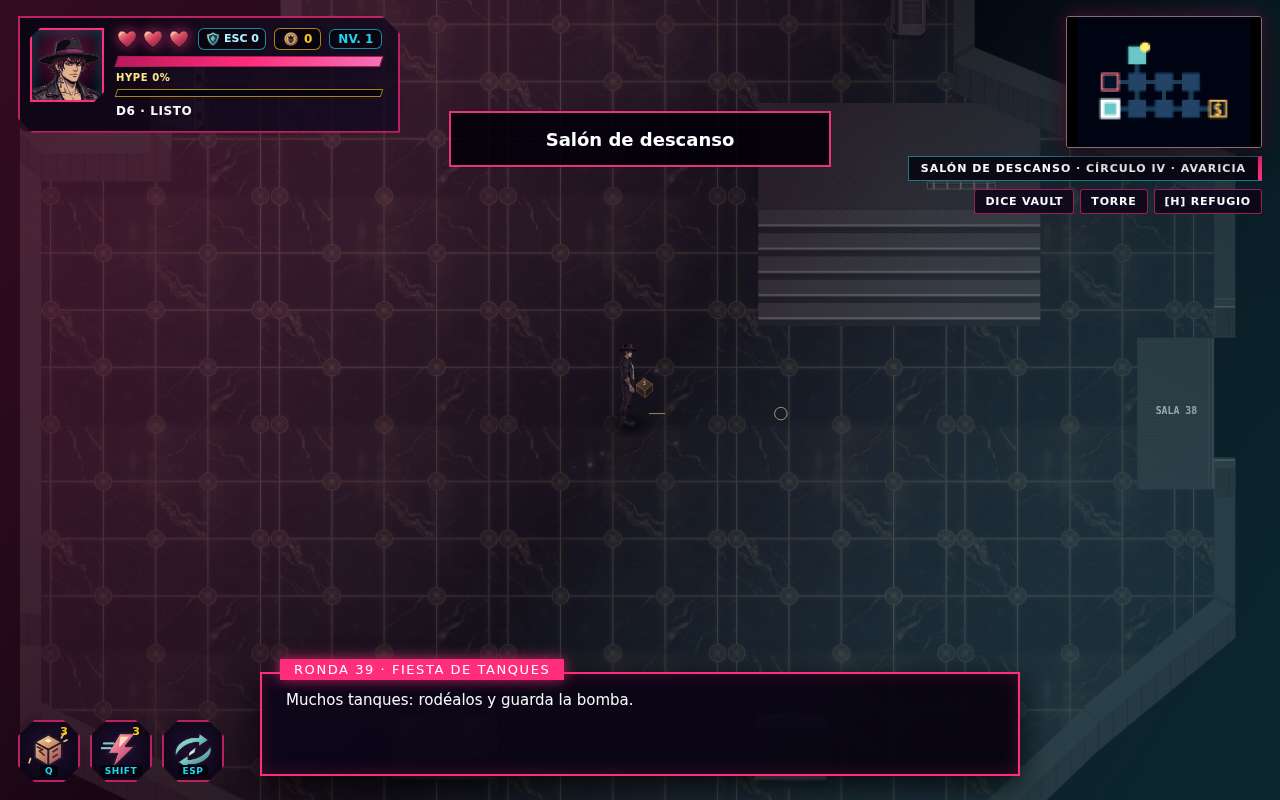 ESC 0
0
NV. 1
HYPE 0%
D6 · LISTO
Salón de descanso
$
SALÓN DE DESCANSO · CÍRCULO IV · AVARICIA
DICE VAULT
TORRE
[H] REFUGIO
SALA 38
RONDA 39 · FIESTA DE TANQUES
Muchos tanques: rodéalos y guarda la bomba.
3
Q
3
SHIFT
ESP